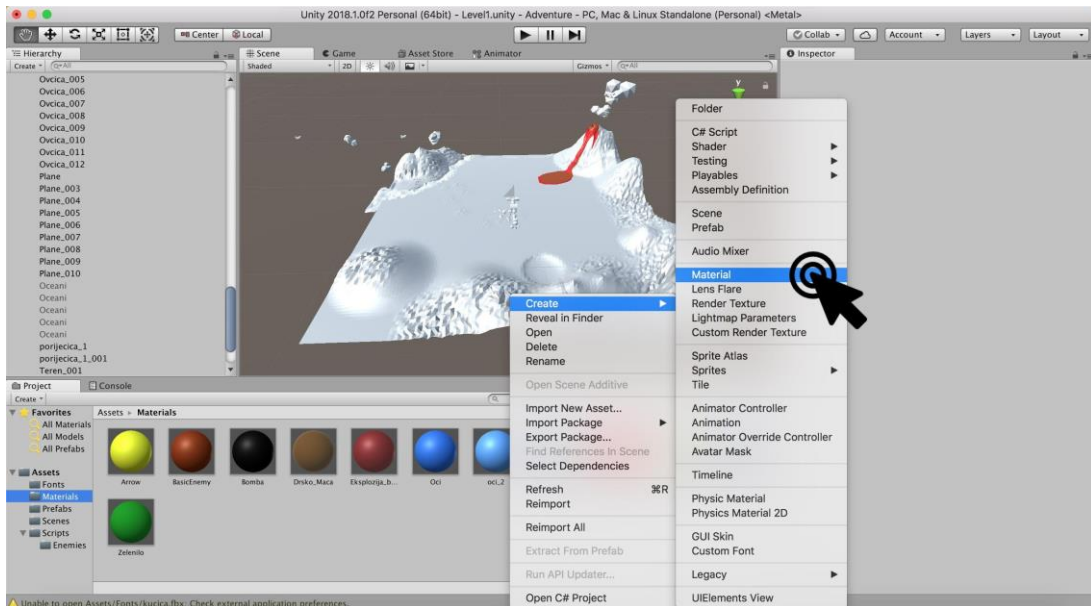 Unity 2018.1.0f2 Personal (64bit) - Level1.unity - Adventure - PC, Mac & Linux Standalone (Personal) <Metal>
Center Local Collab Account Layers Layout
Hierarchy Scene Game Asset Store Animator Inspector
Create All Shaded 2D Gizmos All
Ovcica_005
Ovcica_006
Ovcica_007
Ovcica_008
Ovcica_009
Ovcica_010
Ovcica_011
Ovcica_012
Plane
Plane_003
Plane_004
Plane_005
Plane_006
Plane_007
Plane_008
Plane_009
Plane_010
Oceani
Oceani
Oceani
Oceani
Oceani
porijecica_1
porijecica_1_001
Teren_001
y
Folder
C# Script
Shader
Testing
Playables
Assembly Definition
Scene
Prefab
Audio Mixer
Material
Lens Flare
Render Texture
Lightmap Parameters
Custom Render Texture
Sprite Atlas
Sprites
Tile
Animator Controller
Animation
Animator Override Controller
Avatar Mask
Timeline
Physic Material
Physics Material 2D
GUI Skin
Custom Font
Legacy
UIElements View
Create
Reveal in Finder
Open
Delete
Rename
Open Scene Additive
Import New Asset...
Import Package
Export Package...
Find References In Scene
Select Dependencies
Refresh ⌘R
Reimport
Reimport All
Extract From Prefab
Run API Updater...
Open C# Project
Project Console
Create
Favorites
All Materials
All Models
All Prefabs
Assets
Fonts
Materials
Prefabs
Scenes
Scripts
Enemies
Assets Materials
Arrow BasicEnemy Bomba Drsko_Maca Eksplozija_b... Oci oci_2
Zelenilo
Unable to open Assets/Fonts/kucica.fbx: Check external application preferences.